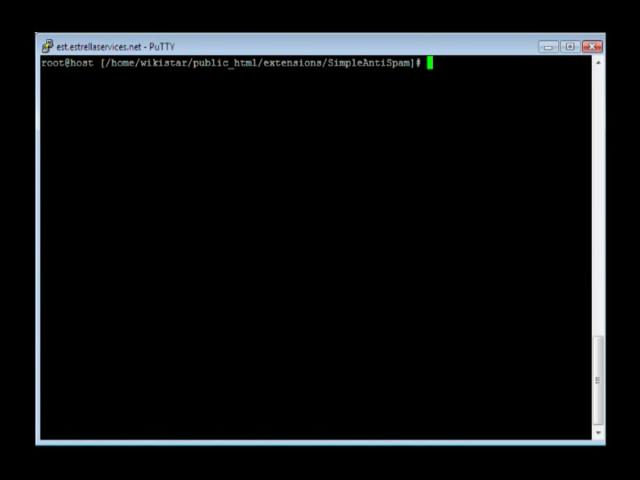 est.estrellaservices.net - PuTTY
root@host [/home/wikistar/public_html/extensions/SimpleAntiSpam]#